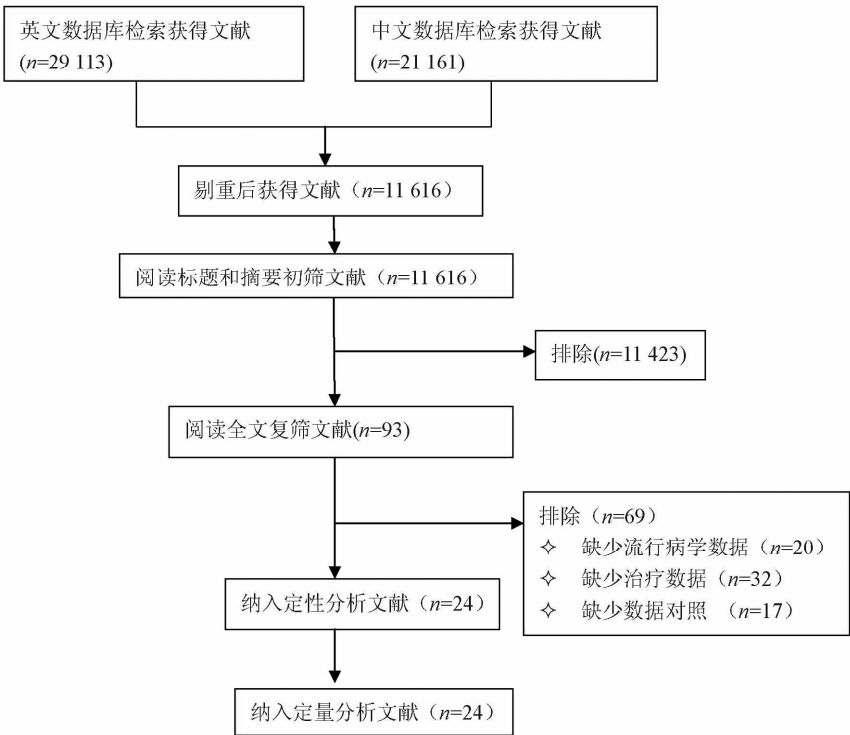 英文数据库检索获得文献
(n=29 113)
中文数据库检索获得文献
(n=21 161)
剔重后获得文献（n=11 616）
阅读标题和摘要初筛文献（n=11 616）
排除(n=11 423)
阅读全文复筛文献(n=93)
排除（n=69）
✧ 缺少流行病学数据（n=20）
✧ 缺少治疗数据（n=32）
✧ 缺少数据对照 （n=17）
纳入定性分析文献（n=24）
纳入定量分析文献（n=24）